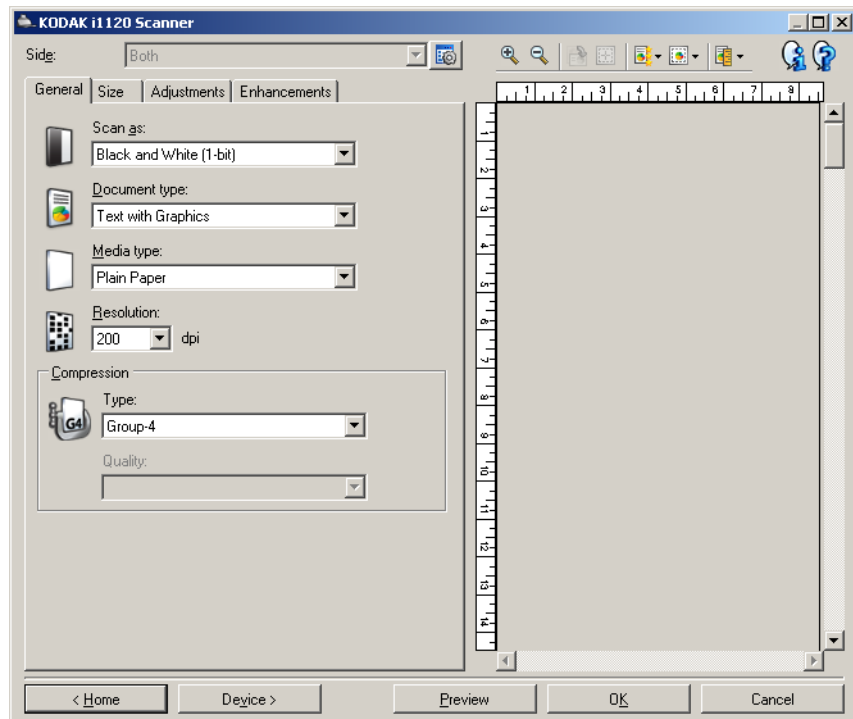 KODAK i1120 Scanner
Side:
Both
General
Size
Adjustments
Enhancements
Scan as:
Black and White (1-bit)
Document type:
Text with Graphics
Media type:
Plain Paper
Resolution:
200
dpi
Compression
Type:
G4
Group-4
Quality:
1 2 3 4 5 6 7 8
1
2
3
4
5
6
7
8
9
10
11
12
13
14
< Home
Device >
Preview
OK
Cancel